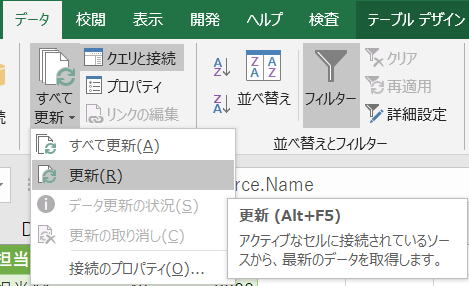 データ 校閲 表示 開発 ヘルプ 検査 テーブル デザイン
クエリと接続
プロパティ
リンクの編集
すべて
更新
並べ替え
フィルター
クリア
再適用
詳細設定
並べ替えとフィルター
すべて更新(A)
更新(R)
データ更新の状況(S)
更新の取り消し(C)
接続のプロパティ(O)...
rce.Name
更新 (Alt+F5)
アクティブなセルに接続されているソー
スから、最新のデータを取得します。
担当